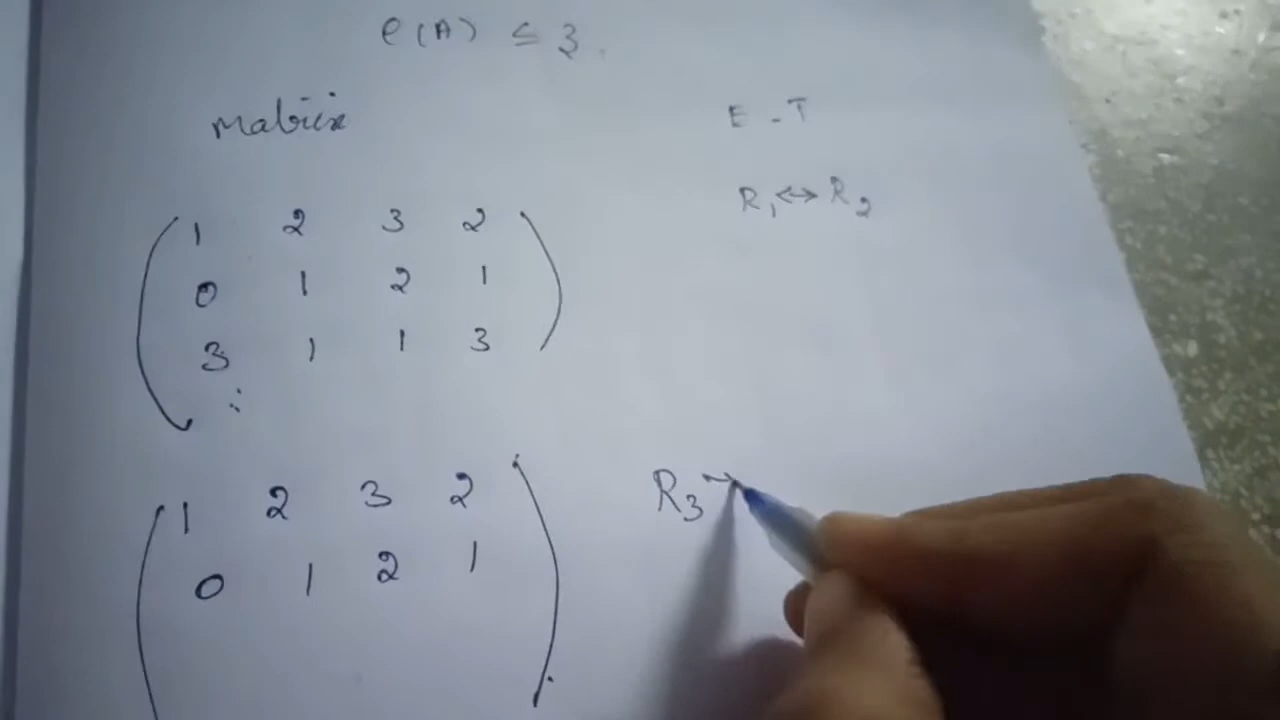 ρ(A) ≤ 3.
Matrix E-T
R₁ ↔ R₂
1 2 3 2
0 1 2 1
3 1 1 3
1 2 3 2
0 1 2 1
R₃ →